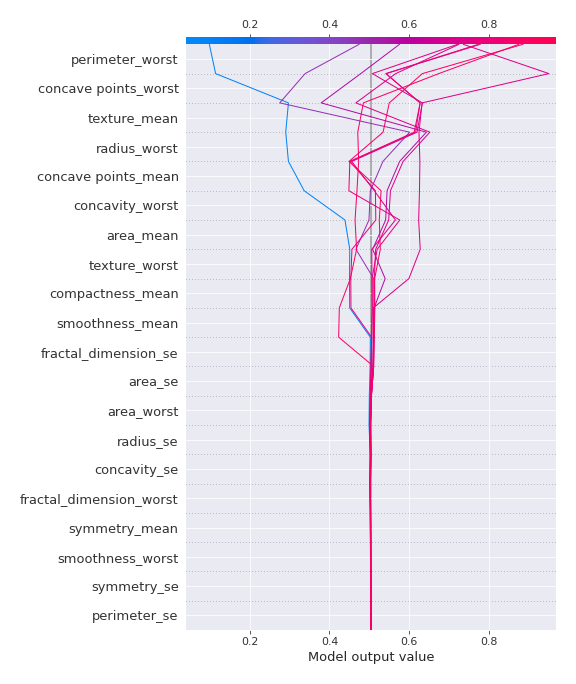 0.2 0.4 0.6 0.8
perimeter_worst
concave points_worst
texture_mean
radius_worst
concave points_mean
concavity_worst
area_mean
texture_worst
compactness_mean
smoothness_mean
fractal_dimension_se
area_se
area_worst
radius_se
concavity_se
fractal_dimension_worst
symmetry_mean
smoothness_worst
symmetry_se
perimeter_se
0.2 0.4 0.6 0.8
Model output value